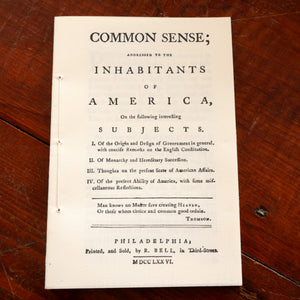 COMMON SENSE;
ADDRESSED TO THE
INHABITANTS
OF
AMERICA,
On the following interesting
SUBJECTS.
I. Of the Origin and Design of Government in general,
with concise Remarks on the English Constitution.
II. Of Monarchy and Hereditary Succession.
III. Thoughts on the present State of American Affairs.
IV. Of the present Ability of America, with some mis-
cellaneous Reflections.
Man knows no Master save creating HEAVEN,
Or those whom choice and common good ordain.
THOMSON.
PHILADELPHIA;
Printed, and Sold, by R. BELL, in Third-Street.
MDCCLXXVI.